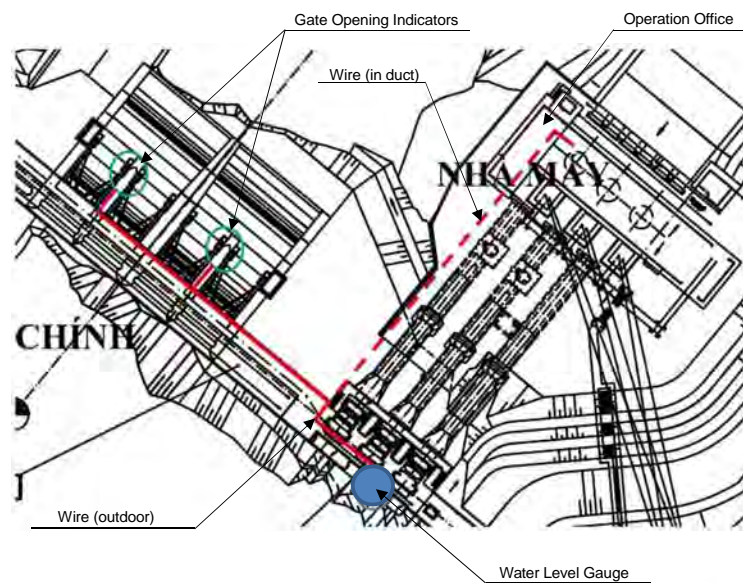 Gate Opening Indicators
Operation Office
Wire (in duct)
NHÀ MÁY
CHÍNH
Wire (outdoor)
Water Level Gauge